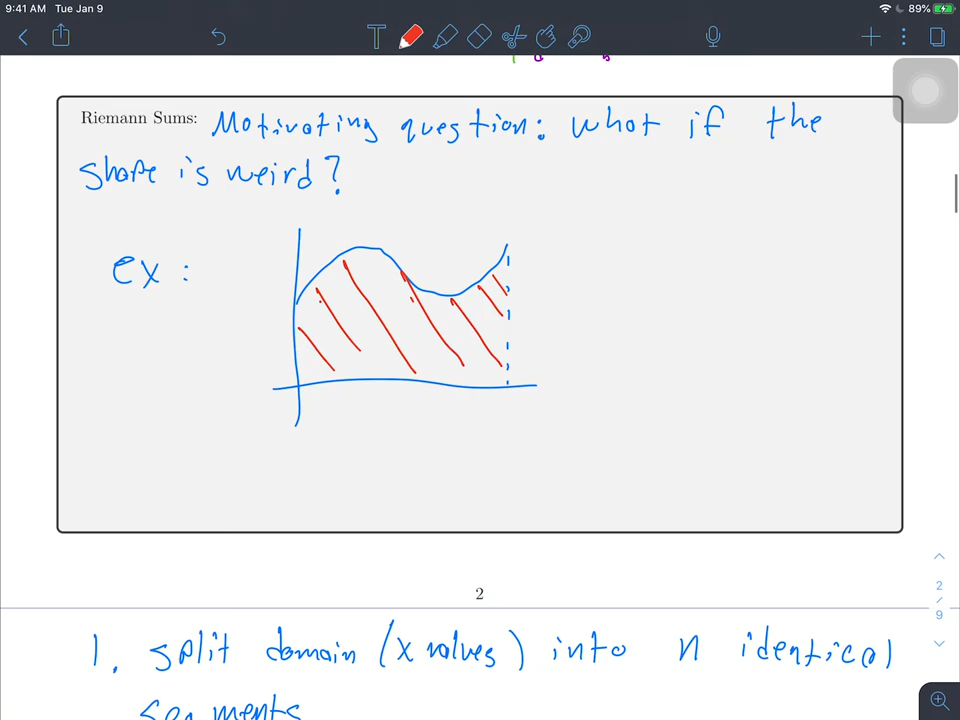 9:41 AM Tue Jan 9
89%
Riemann Sums: Motivating question: what if the
shape is weird?
ex:
2
2
/
9
1. split domain (x values) into n identical
segments